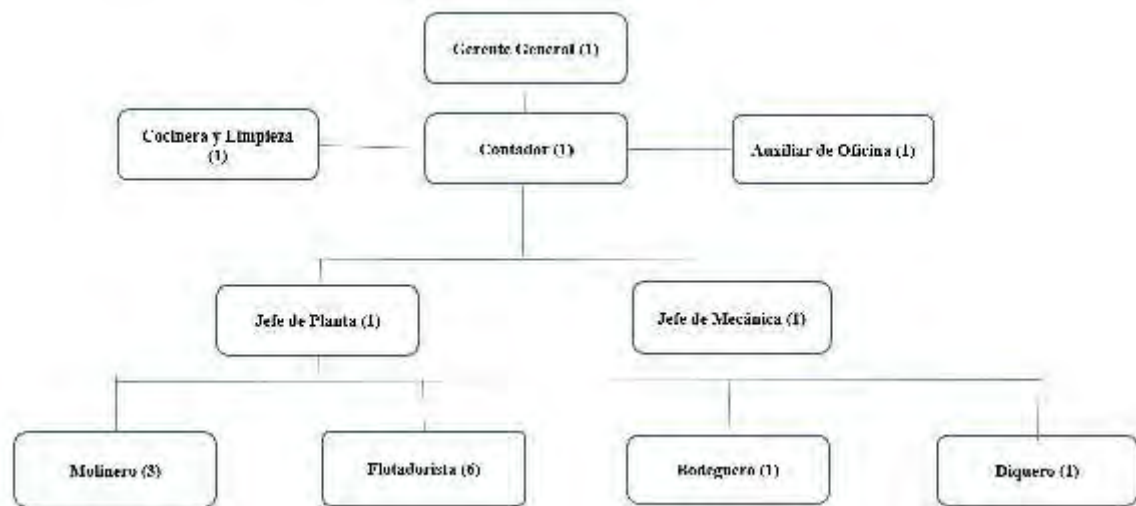 Gerente General (1)
Cocinera y Limpieza
(1)
Contador (1)
Auxiliar de Oficina (1)
Jefe de Planta (1)
Jefe de Mecánica (1)
Molinero (3)
Flotadorista (6)
Bodeguero (1)
Diquero (1)